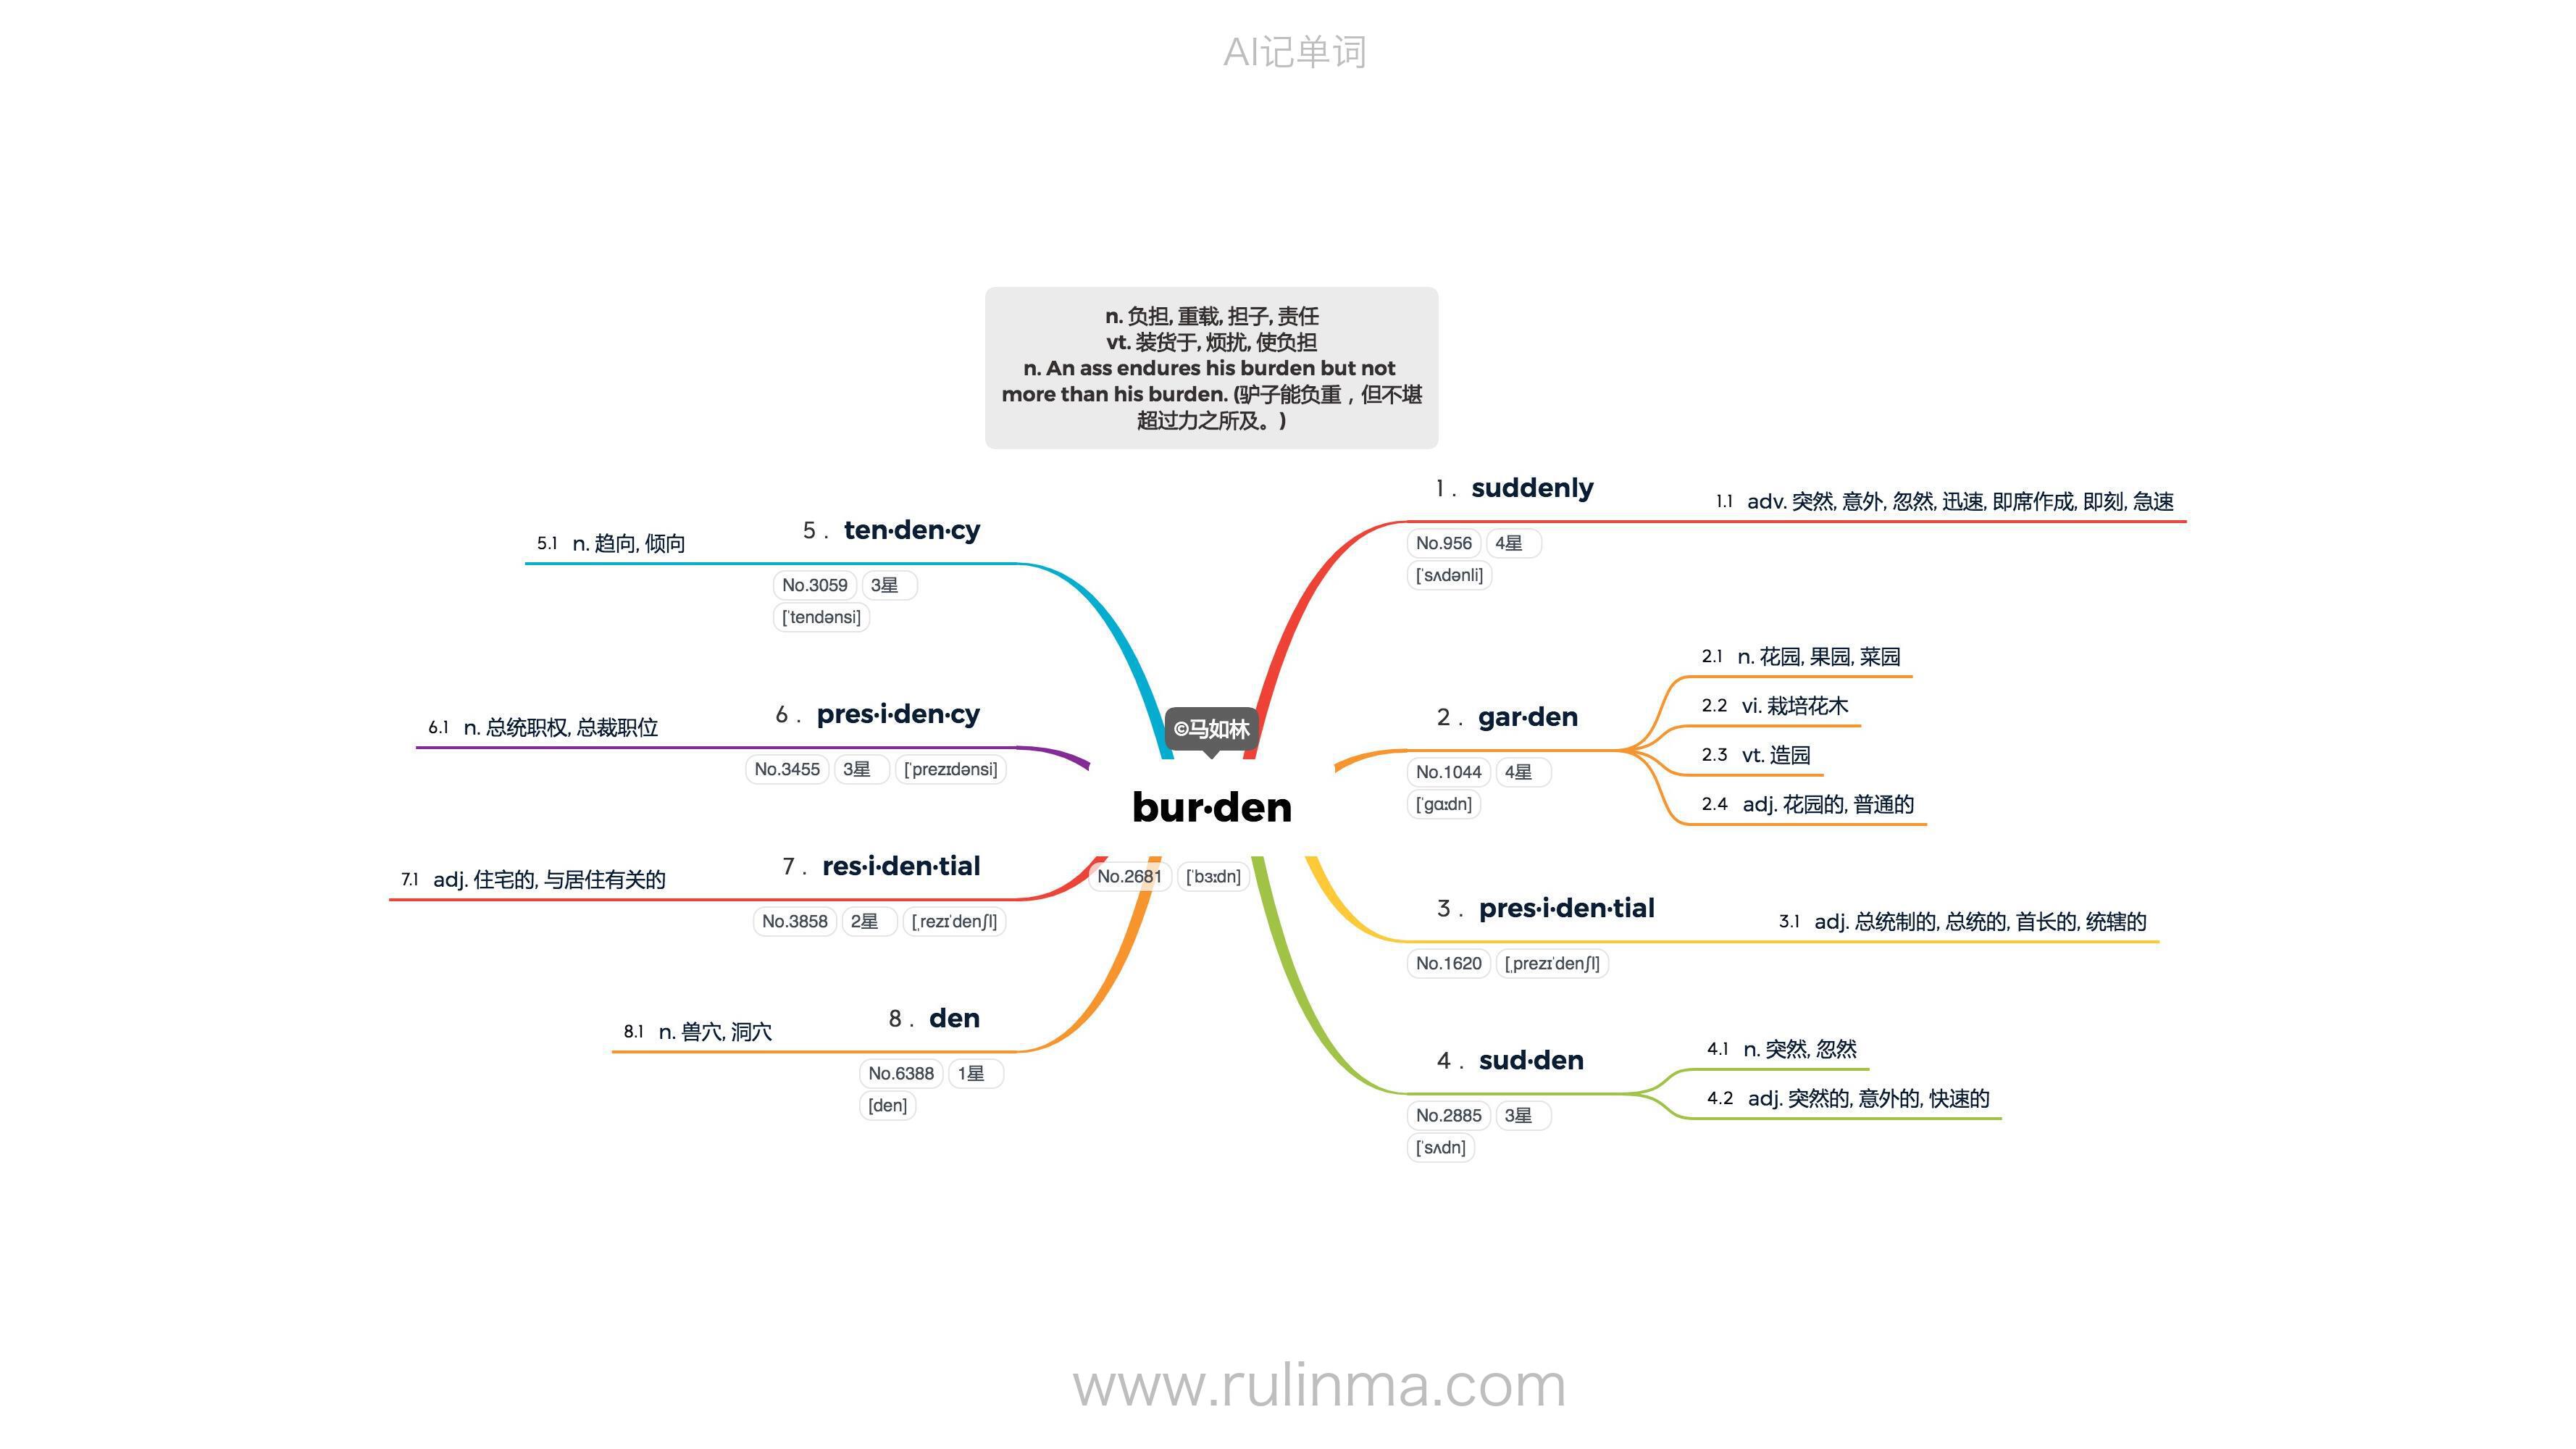 AI记单词
n. 负担, 重载, 担子, 责任
vt. 装货于, 烦扰, 使负担
n. An ass endures his burden but not
more than his burden. (驴子能负重，但不堪
超过力之所及。)
©马如林
bur·den
No.2681 [ˈbɜːdn]
1. suddenly
No.956 4星
[ˈsʌdənli]
1.1 adv. 突然, 意外, 忽然, 迅速, 即席作成, 即刻, 急速
2. gar·den
No.1044 4星
[ˈɡɑːdn]
2.1 n. 花园, 果园, 菜园
2.2 vi. 栽培花木
2.3 vt. 造园
2.4 adj. 花园的, 普通的
3. pres·i·den·tial
No.1620 [ˌprezɪˈdenʃl]
3.1 adj. 总统制的, 总统的, 首长的, 统辖的
4. sud·den
No.2885 3星
[ˈsʌdn]
4.1 n. 突然, 忽然
4.2 adj. 突然的, 意外的, 快速的
5. ten·den·cy
No.3059 3星
[ˈtendənsi]
5.1 n. 趋向, 倾向
6. pres·i·den·cy
No.3455 3星 [ˈprezɪdənsi]
6.1 n. 总统职权, 总裁职位
7. res·i·den·tial
No.3858 2星 [ˌrezɪˈdenʃl]
7.1 adj. 住宅的, 与居住有关的
8. den
No.6388 1星
[den]
8.1 n. 兽穴, 洞穴
www.rulinma.com